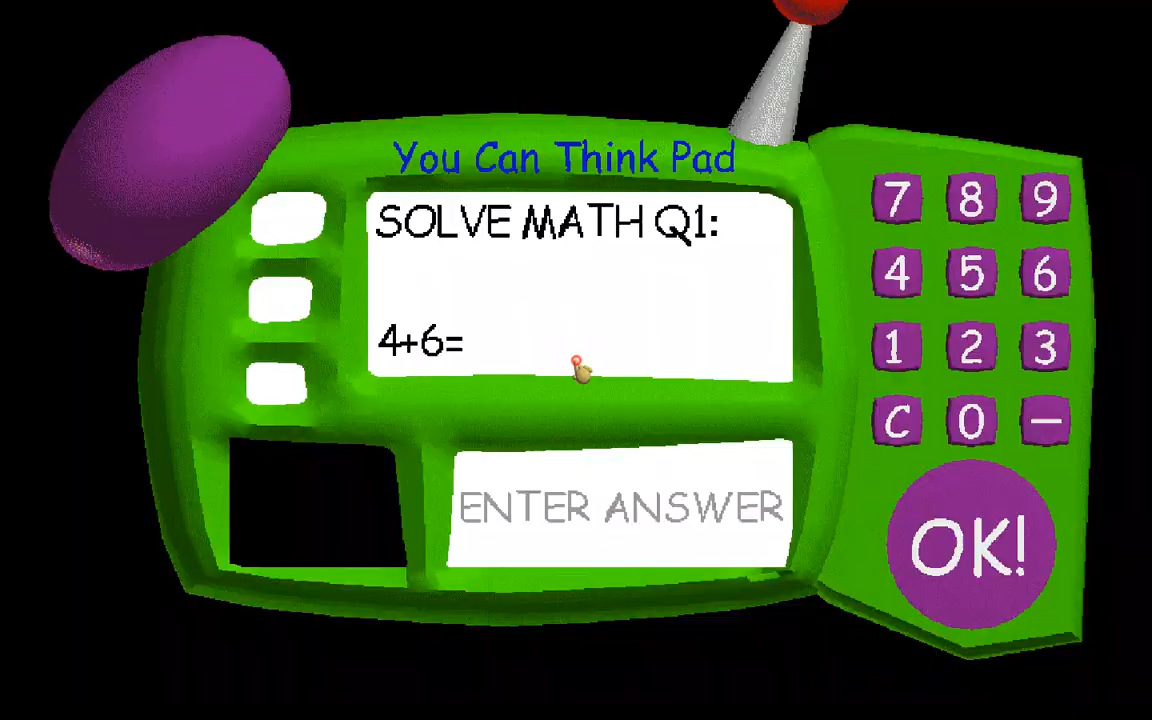 You Can Think Pad
SOLVE MATH Q1:
4+6=
ENTER ANSWER
7 8 9
4 5 6
1 2 3
C 0 −
OK!